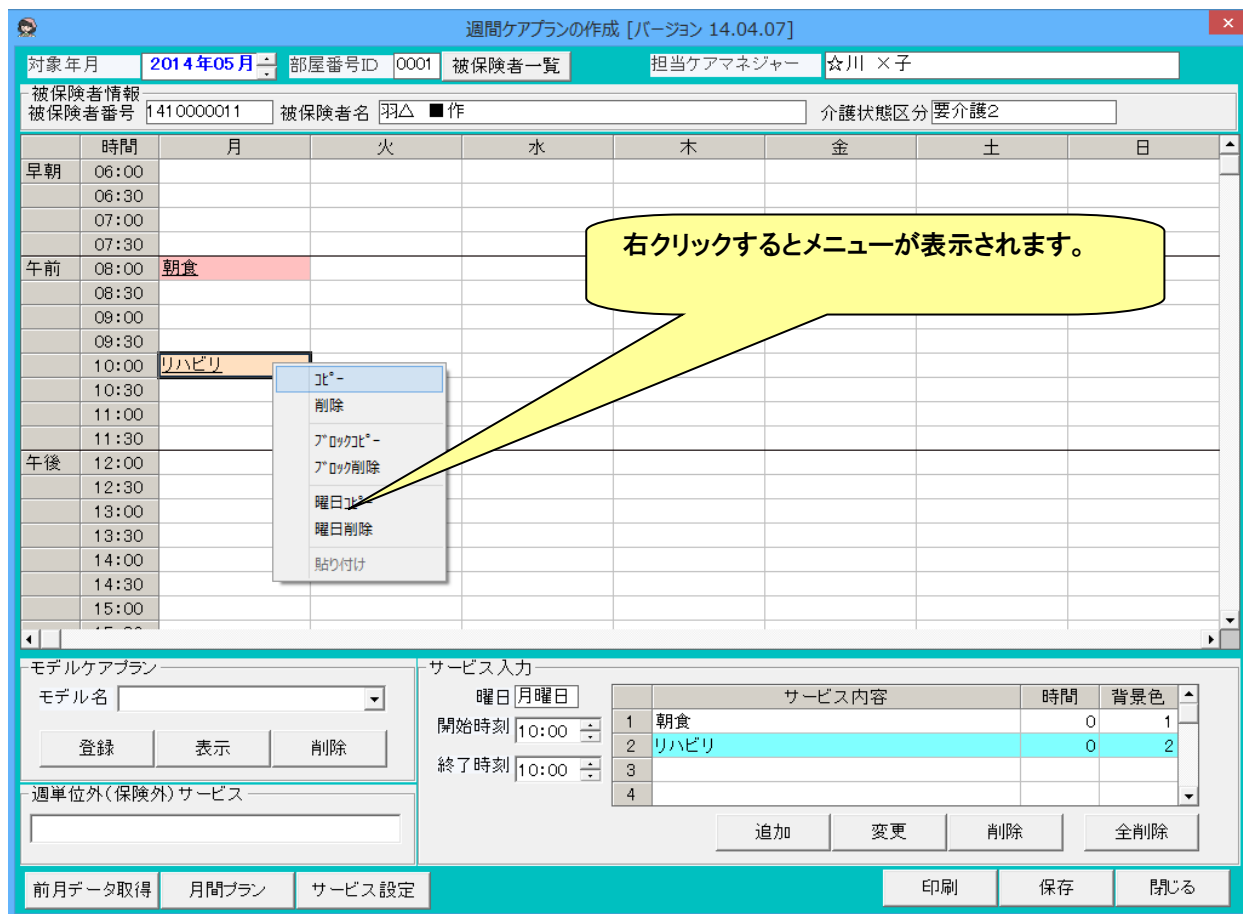 週間ケアプランの作成 [バージョン 14.04.07]
対象年月 2014年05月 部屋番号ID 0001 被保険者一覧 担当ケアマネジャー ☆川 ×子
被保険者情報
被保険者番号 1410000011 被保険者名 羽△ ■作 介護状態区分 要介護2
時間 月 火 水 木 金 土 日
早朝 06:00
06:30
07:00
07:30
右クリックするとメニューが表示されます。
午前 08:00 朝食
08:30
09:00
09:30
10:00 リハビリ
10:30
11:00
11:30
午後 12:00
12:30
13:00
13:30
14:00
14:30
15:00
ｺﾋﾟｰ
削除
ﾌﾞﾛｯｸｺﾋﾟｰ
ﾌﾞﾛｯｸ削除
曜日ｺﾋﾟｰ
曜日削除
貼り付け
モデルケアプラン
モデル名
登録 表示 削除
週単位外(保険外)サービス
サービス入力
曜日 月曜日
開始時刻 10:00
終了時刻 10:00
サービス内容 時間 背景色
1 朝食 0 1
2 リハビリ 0 2
3
4
追加 変更 削除 全削除
前月データ取得 月間プラン サービス設定 印刷 保存 閉じる